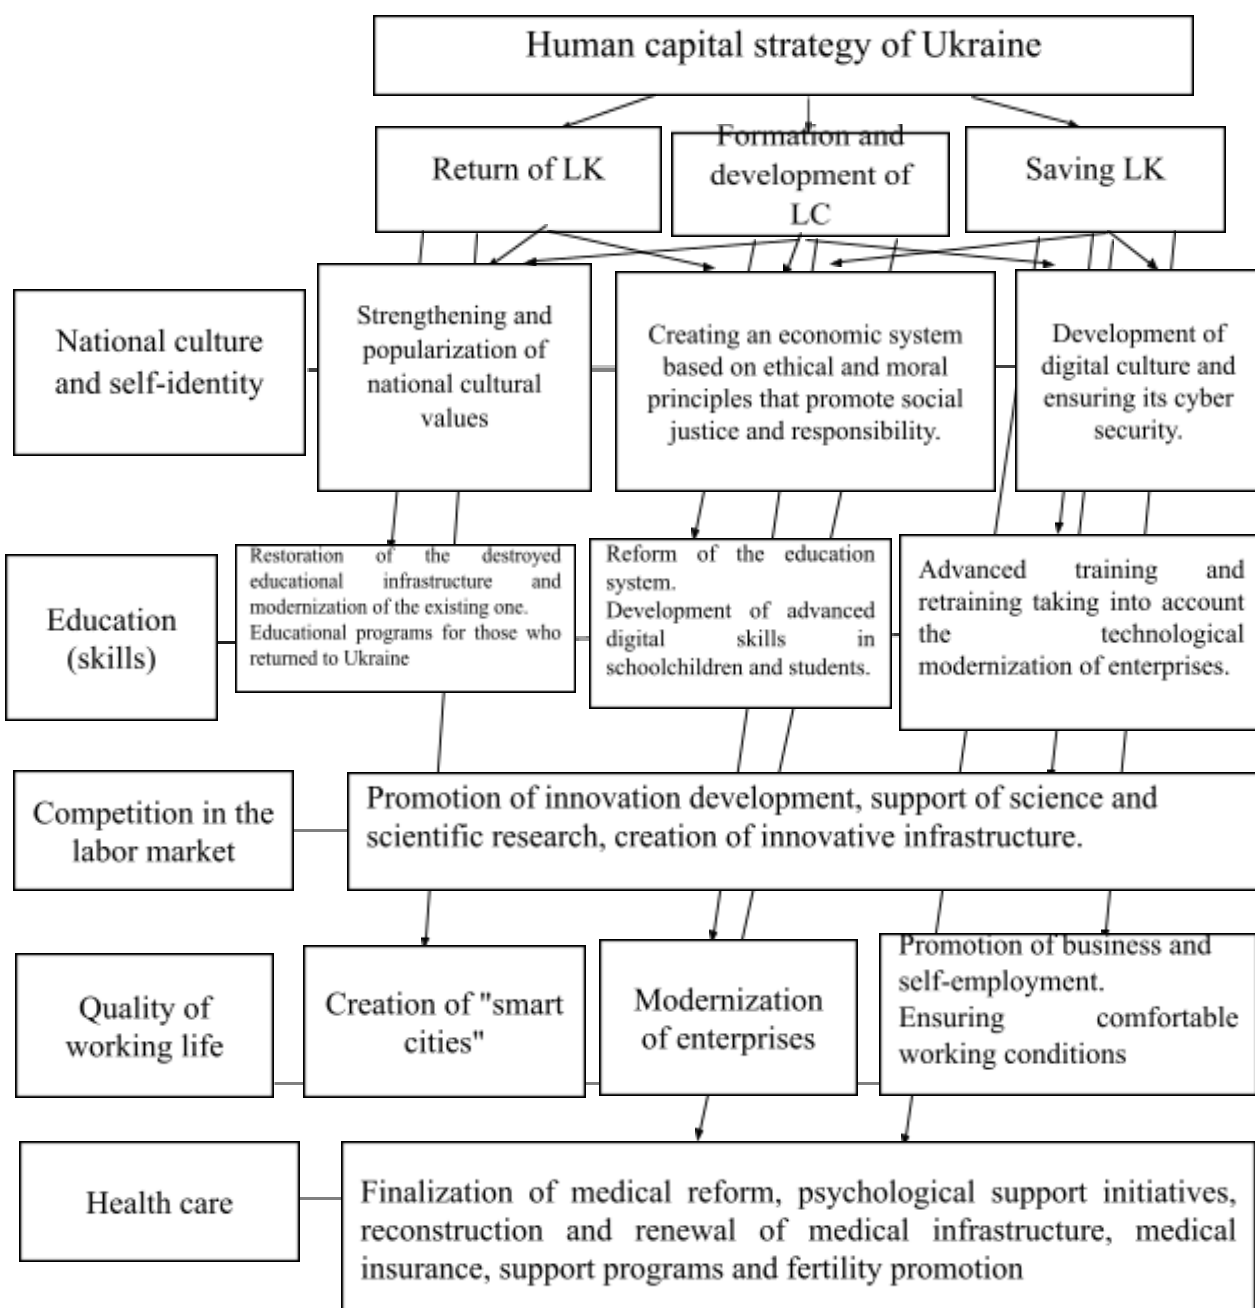 Human capital strategy of Ukraine
Return of LK
Formation and
development of
LC
Saving LK
National culture
and self-identity
Strengthening and
popularization of
national cultural
values
Creating an economic system
based on ethical and moral
principles that promote social
justice and responsibility.
Development of
digital culture and
ensuring its cyber
security.
Education
(skills)
Restoration of the destroyed
educational infrastructure and
modernization of the existing one.
Educational programs for those who
returned to Ukraine
Reform of the education
system.
Development of advanced
digital skills in
schoolchildren and students.
Advanced training and
retraining taking into account
the technological
modernization of enterprises.
Competition in the
labor market
Promotion of innovation development, support of science and
scientific research, creation of innovative infrastructure.
Quality of
working life
Creation of "smart
cities"
Modernization
of enterprises
Promotion of business and
self-employment.
Ensuring comfortable
working conditions
Health care
Finalization of medical reform, psychological support initiatives,
reconstruction and renewal of medical infrastructure, medical
insurance, support programs and fertility promotion